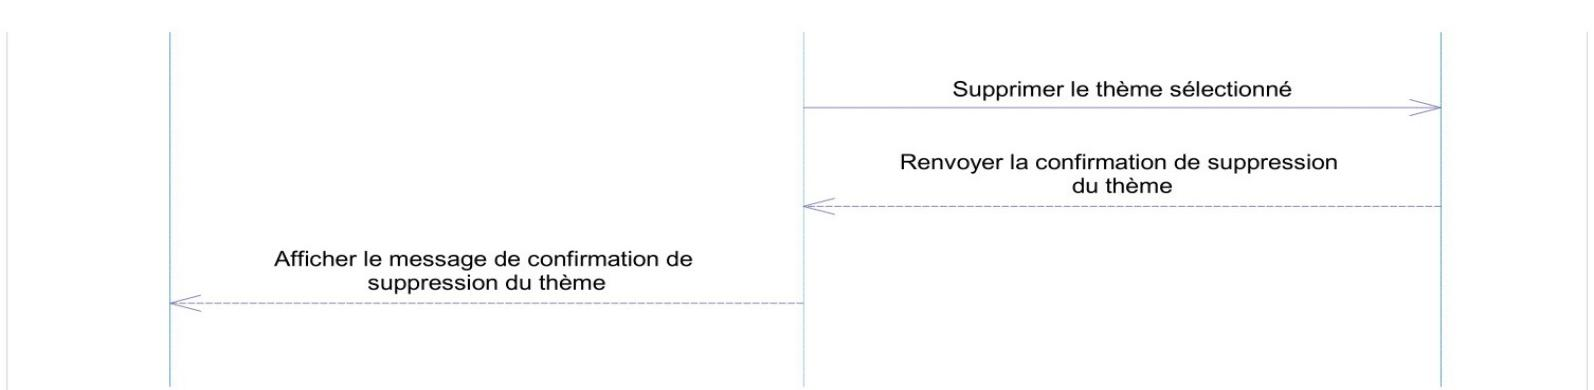 Supprimer le thème sélectionné
Renvoyer la confirmation de suppression
du thème
Afficher le message de confirmation de
suppression du thème